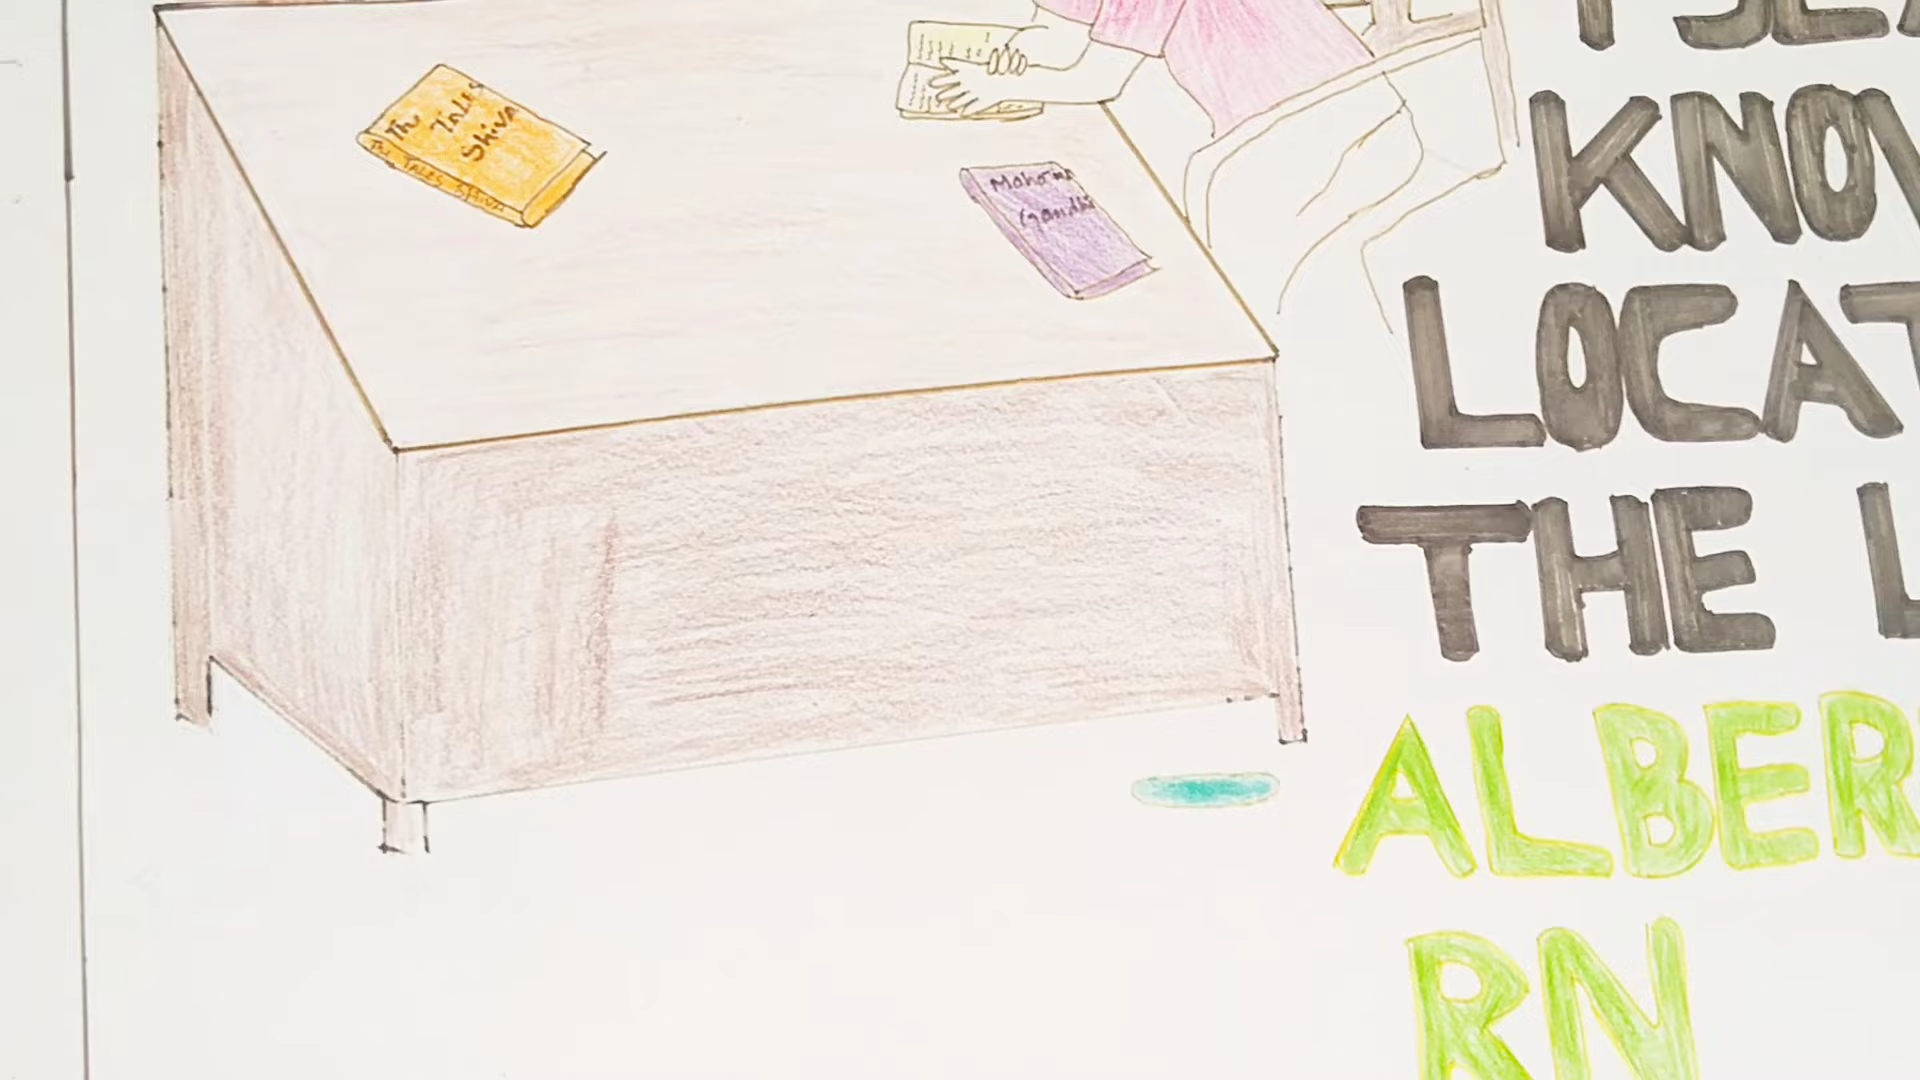 The
Tales
Shiva
The TALES Shiva
Mahatma
Gandhi
KNO
LOCAT
THE L
ALBER
RN